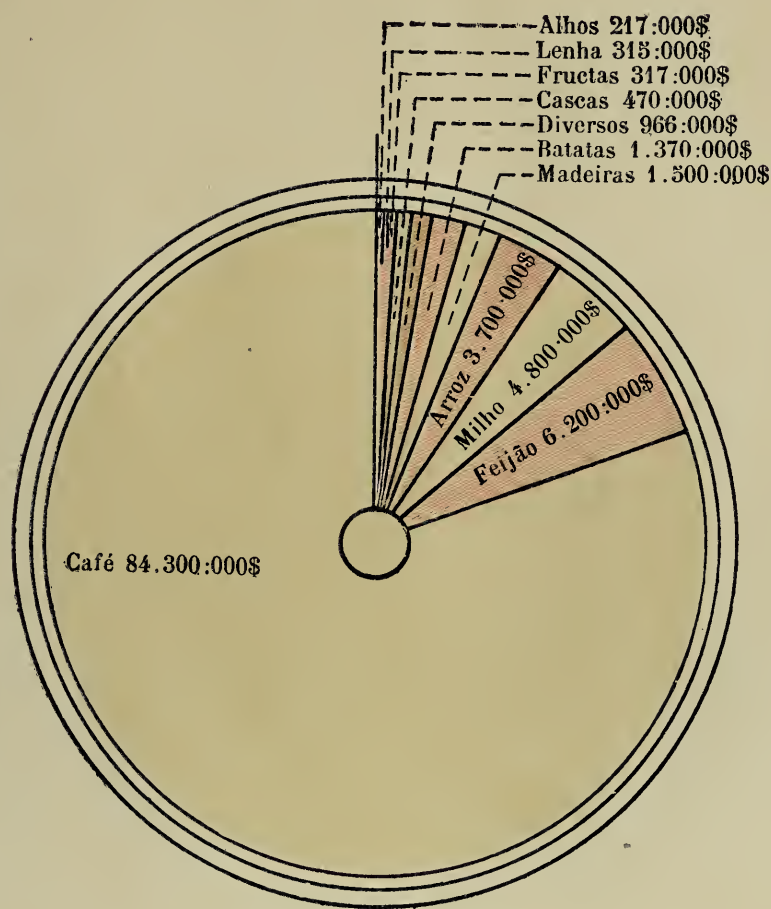 Alhos 217:000$
Lenha 315:000$
Fructas 317:000$
Cascas 470:000$
Diversos 966:000$
Batatas 1.370:000$
Madeiras 1.500:000$
Arroz 3.700:000$
Milho 4.800:000$
Feijão 6.200:000$
Café 84.300:000$